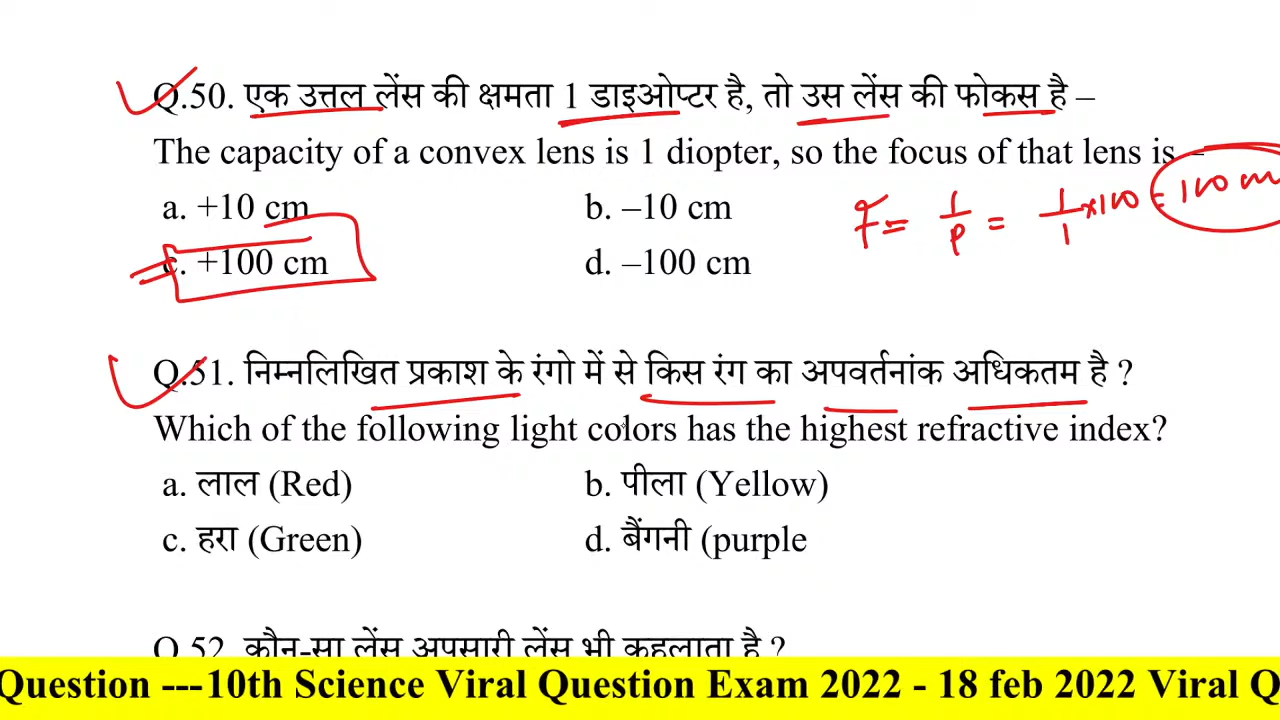 Q.50. एक उत्तल लेंस की क्षमता 1 डाइओप्टर है, तो उस लेंस की फोकस है –
The capacity of a convex lens is 1 diopter, so the focus of that lens is –
a. +10 cm b. –10 cm
F = 1/P = 1/1 × 100 = 100 cm
c. +100 cm d. –100 cm
Q.51. निम्नलिखित प्रकाश के रंगो में से किस रंग का अपवर्तनांक अधिकतम है ?
Which of the following light colors has the highest refractive index?
a. लाल (Red) b. पीला (Yellow)
c. हरा (Green) d. बैंगनी (purple
Q.52. कौन-सा लेंस अपसारी लेंस भी कहलाता है ?
Question ---10th Science Viral Question Exam 2022 - 18 feb 2022 Viral Q